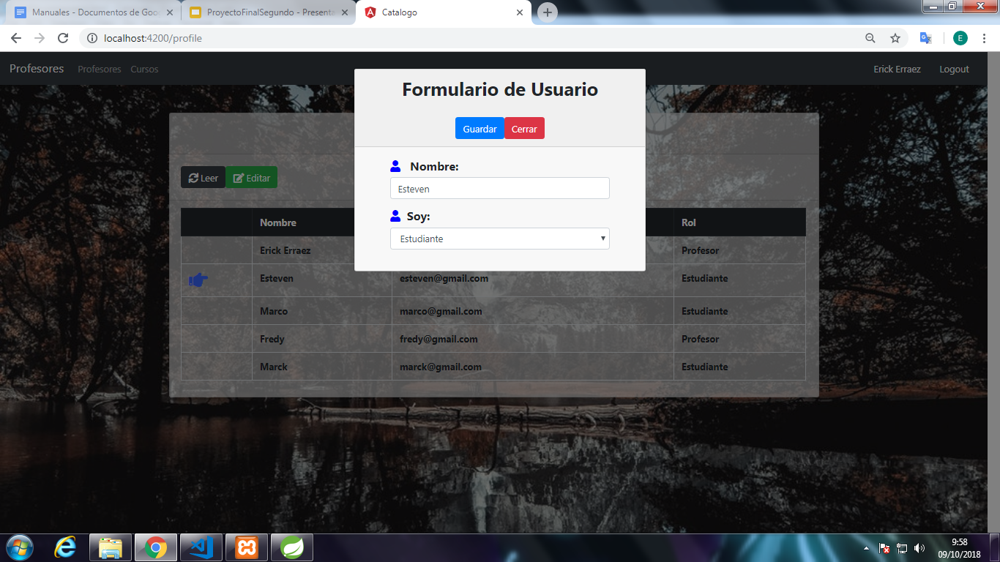 Manuales - Documentos de Goo
ProyectoFinalSegundo - Presenta
Catalogo
localhost:4200/profile
E
Profesores
Profesores
Cursos
Erick Erraez
Logout
Formulario de Usuario
Guardar
Cerrar
Nombre:
Esteven
Soy:
Estudiante
Leer
Editar
Nombre
Rol
Erick Erraez
Profesor
Esteven
esteven@gmail.com
Estudiante
Marco
marco@gmail.com
Estudiante
Fredy
fredy@gmail.com
Profesor
Marck
marck@gmail.com
Estudiante
9:58
09/10/2018